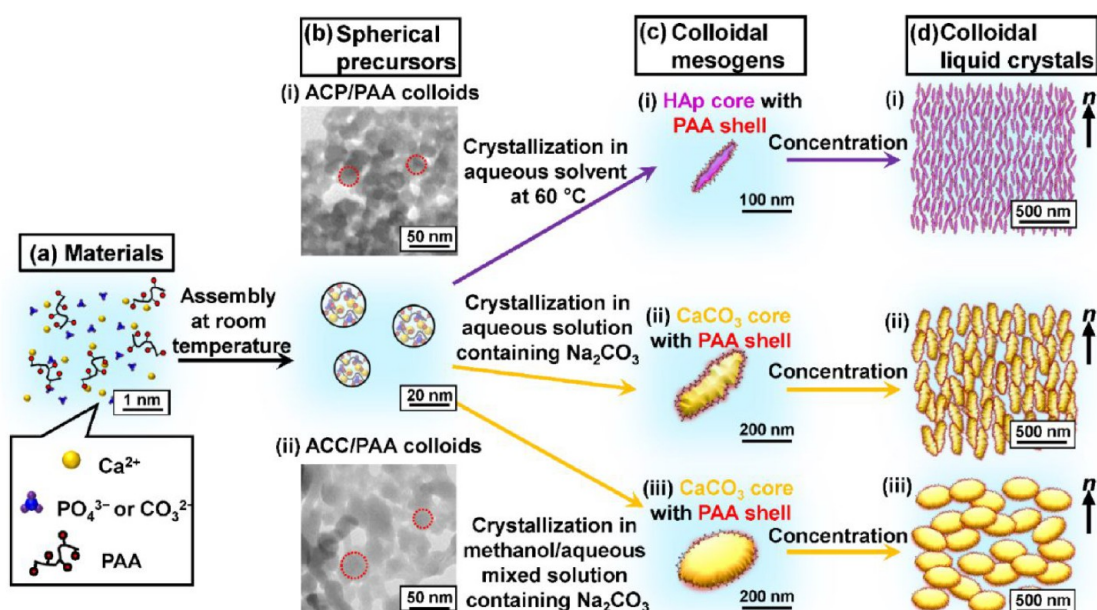 (a) Materials
1 nm
Ca²⁺
PO₄³⁻ or CO₃²⁻
PAA
Assembly
at room
temperature
(b) Spherical
precursors
(i) ACP/PAA colloids
50 nm
20 nm
(ii) ACC/PAA colloids
50 nm
Crystallization in
aqueous solvent
at 60 °C
Crystallization in
aqueous solution
containing Na₂CO₃
Crystallization in
methanol/aqueous
mixed solution
containing Na₂CO₃
(c) Colloidal
mesogens
(i) HAp core with
PAA shell
100 nm
(ii) CaCO₃ core
with PAA shell
200 nm
(iii) CaCO₃ core
with PAA shell
200 nm
Concentration
Concentration
Concentration
(d) Colloidal
liquid crystals
(i)
n
500 nm
(ii)
n
500 nm
(iii)
n
500 nm